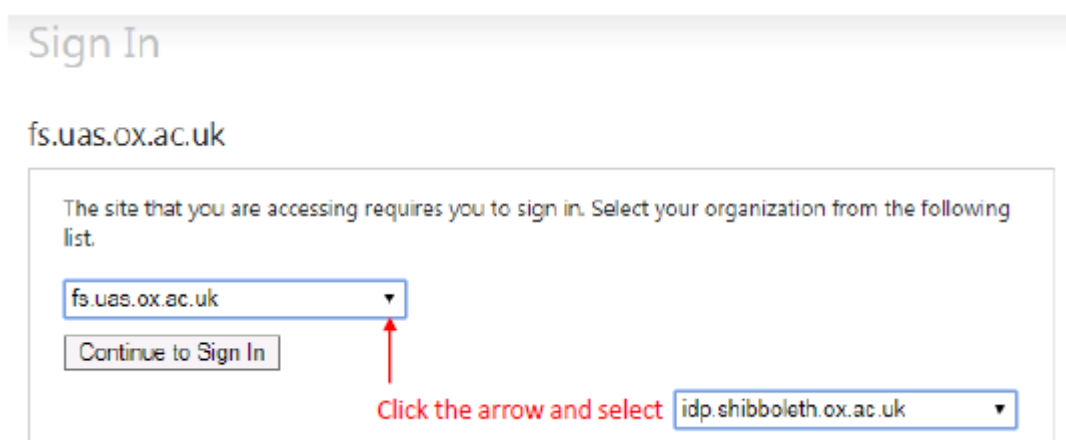 Sign In
fs.uas.ox.ac.uk
The site that you are accessing requires you to sign in. Select your organization from the following
list.
fs.uas.ox.ac.uk
Continue to Sign In
Click the arrow and select idp.shibboleth.ox.ac.uk